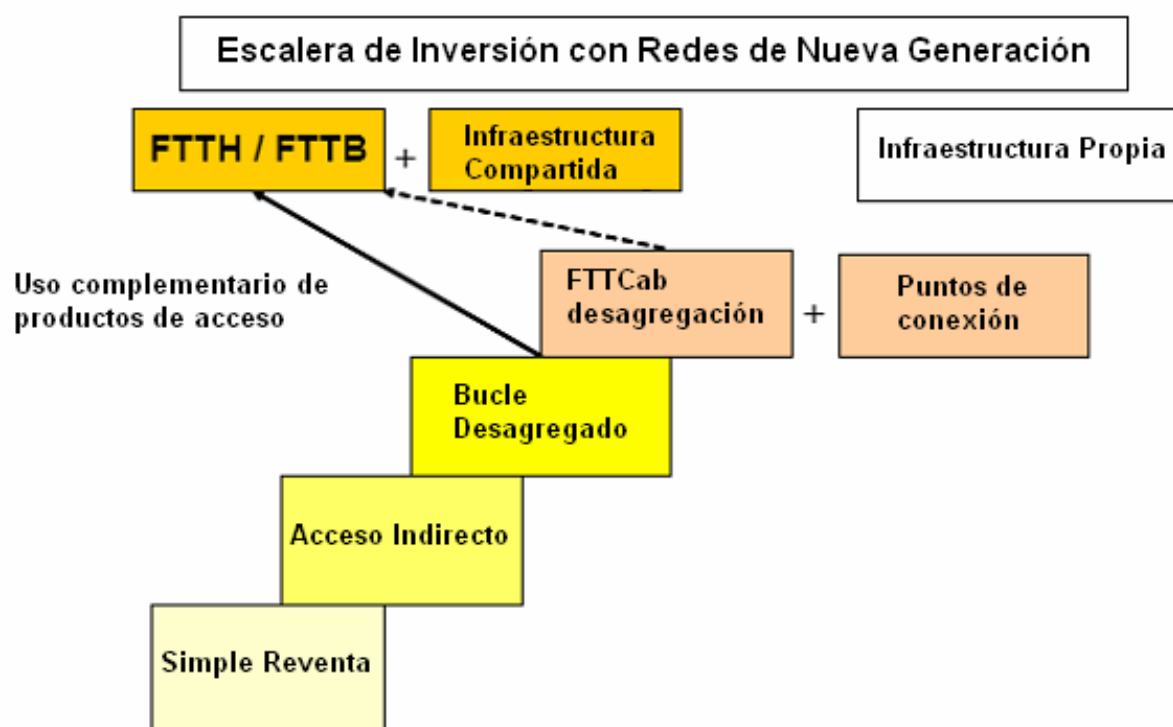 Escalera de Inversión con Redes de Nueva Generación
FTTH / FTTB
+
Infraestructura
Compartida
Infraestructura Propia
Uso complementario de
productos de acceso
FTTCab
desagregación
+
Puntos de
conexión
Bucle
Desagregado
Acceso Indirecto
Simple Reventa